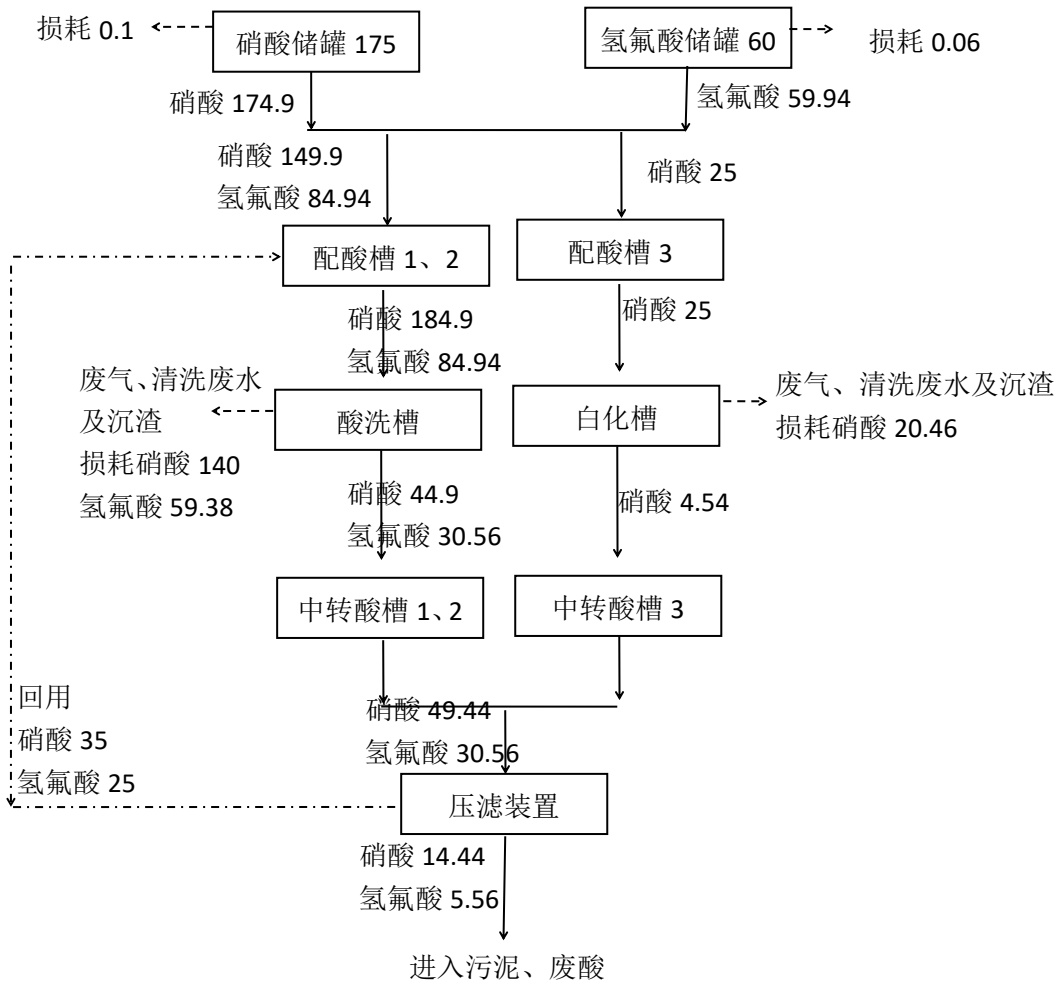 损耗 0.1
硝酸储罐 175
氢氟酸储罐 60
损耗 0.06
硝酸 174.9
氢氟酸 59.94
硝酸 149.9
氢氟酸 84.94
硝酸 25
配酸槽 1、2
配酸槽 3
硝酸 184.9
氢氟酸 84.94
硝酸 25
废气、清洗废水
及沉渣
损耗硝酸 140
氢氟酸 59.38
酸洗槽
白化槽
废气、清洗废水及沉渣
损耗硝酸 20.46
硝酸 44.9
氢氟酸 30.56
硝酸 4.54
中转酸槽 1、2
中转酸槽 3
回用
硝酸 35
氢氟酸 25
硝酸 49.44
氢氟酸 30.56
压滤装置
硝酸 14.44
氢氟酸 5.56
进入污泥、废酸